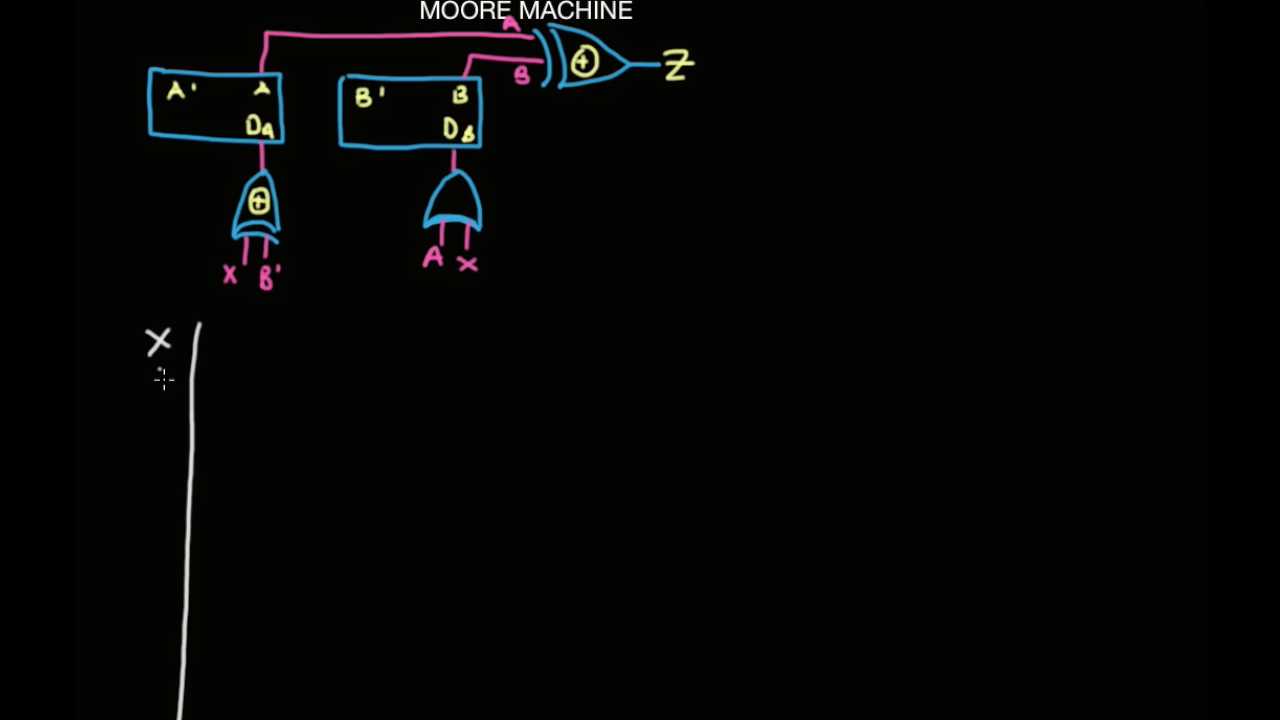 MOORE MACHINE
A
B
⊕
Z
A' A
DA
B' B
DB
⊕
X B'
A X
X